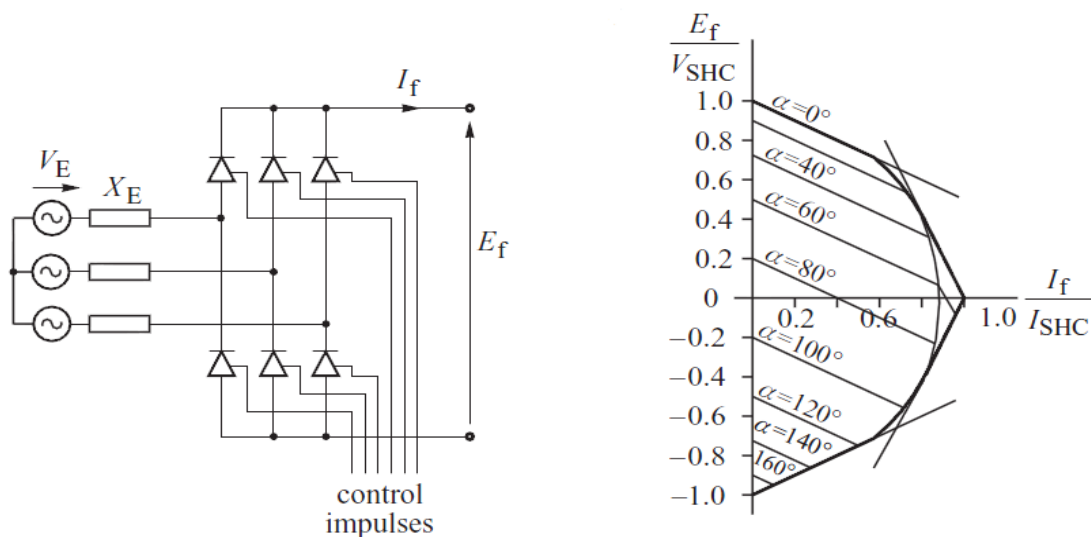 I_f
V_E
X_E
E_f
control
impulses
E_f
V_SHC
1.0
0.8
0.6
0.4
0.2
0
−0.2
−0.4
−0.6
−0.8
−1.0
α=0°
α=40°
α=60°
α=80°
α=100°
α=120°
α=140°
160°
0.2
0.6
1.0
I_f
I_SHC